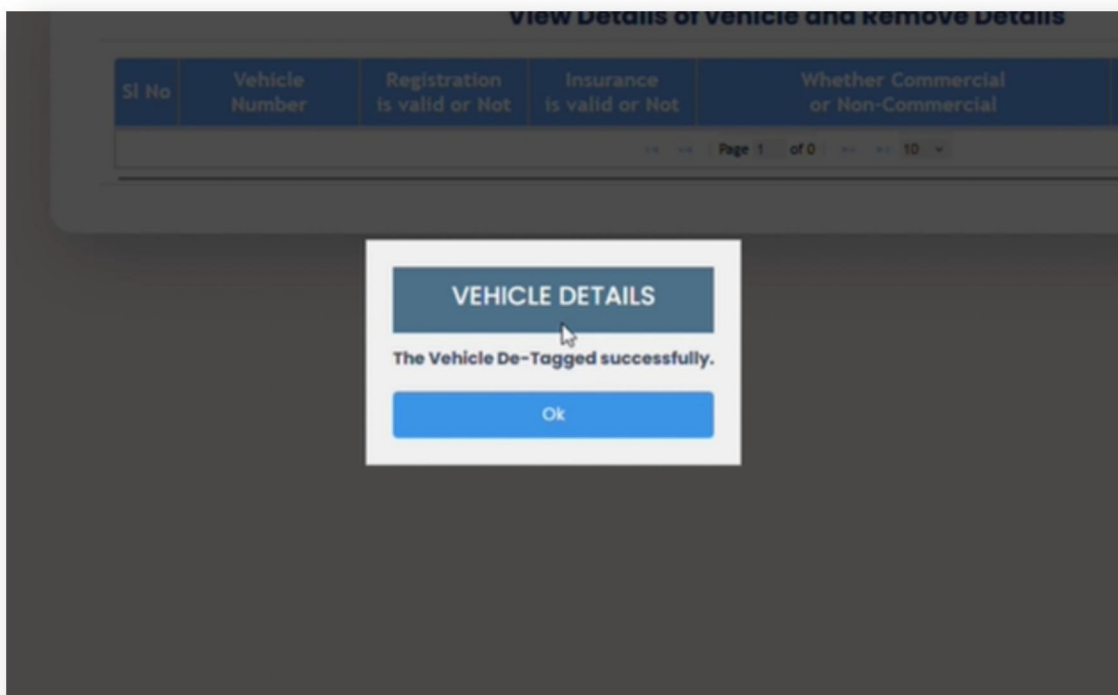 View Details of Vehicle and Remove Details
Sl No
Vehicle
Number
Registration
is valid or Not
Insurance
is valid or Not
Whether Commercial
or Non-Commercial
Page 1 of 0 10
VEHICLE DETAILS
The Vehicle De-Tagged successfully.
Ok